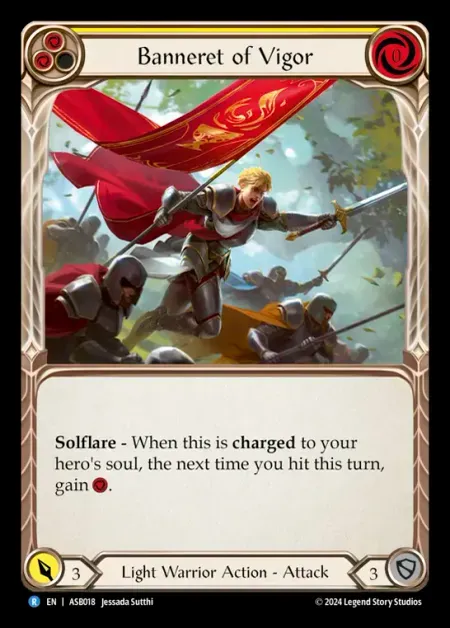 Banneret of Vigor
0
Solflare - When this is charged to your
hero's soul, the next time you hit this turn,
gain .
3
Light Warrior Action - Attack
3
R EN | ASB018 Jessada Sutthi
© 2024 Legend Story Studios